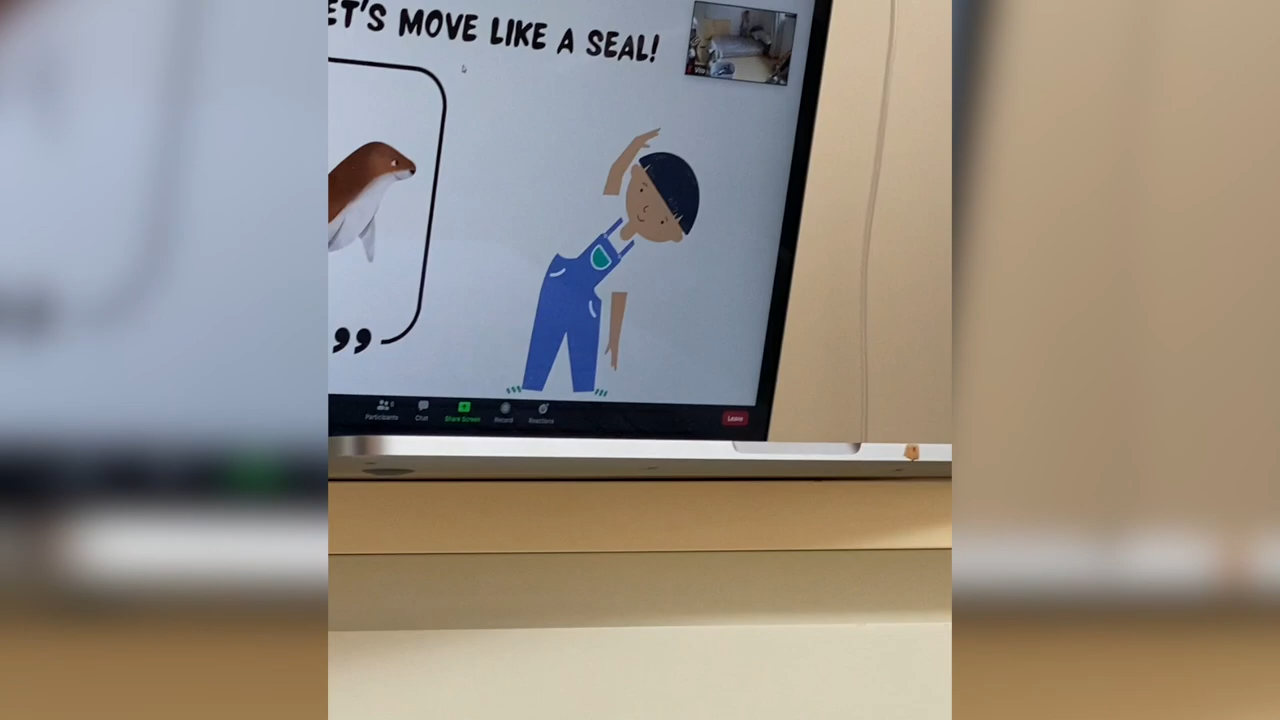 ET'S MOVE LIKE A SEAL!
”
Participants
Chat
Share Screen
Record
Reactions
Leave